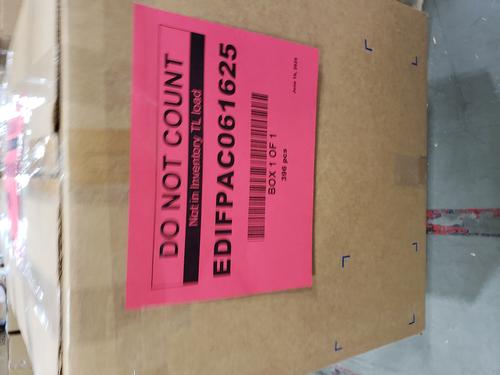 DO NOT COUNT
Not in Inventory TL load
EDIFPAC061625
BOX 1 OF 1
396 pcs
June 16, 2025